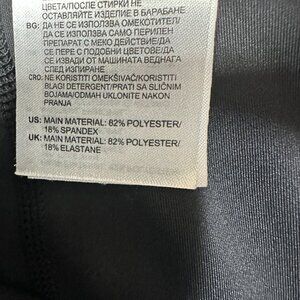 ЦВЕТА/ПОСЛЕ СТИРКИ НЕ
ОСТАВЛЯЙТЕ ИЗДЕЛИЕ В БАРАБАНЕ
BG: ДА НЕ СЕ ИЗПОЛЗВА ОМЕКОТИТЕЛ/
ДА СЕ ИЗПОЛЗВА САМО ПЕРИЛЕН
ПРЕПАРАТ С МЕКО ДЕЙСТВИЕ/ДА
СЕ ПЕРЕ С ПОДОБНИ ЦВЕТОВЕ/ДА
СЕ ИЗВАДИ ОТ МАШИНАТА ВЕДНАГА
СЛЕД ИЗПИРАНЕ
CRO: NE KORISTITI OMEKŠIVAČ/KORISTITI
BLAGI DETERGENT/PRATI SA SLIČNIM
BOJAMA/ODMAH UKLONITE NAKON
PRANJA
US: MAIN MATERIAL: 82% POLYESTER/
18% SPANDEX
UK: MAIN MATERIAL: 82% POLYESTER/
18% ELASTANE